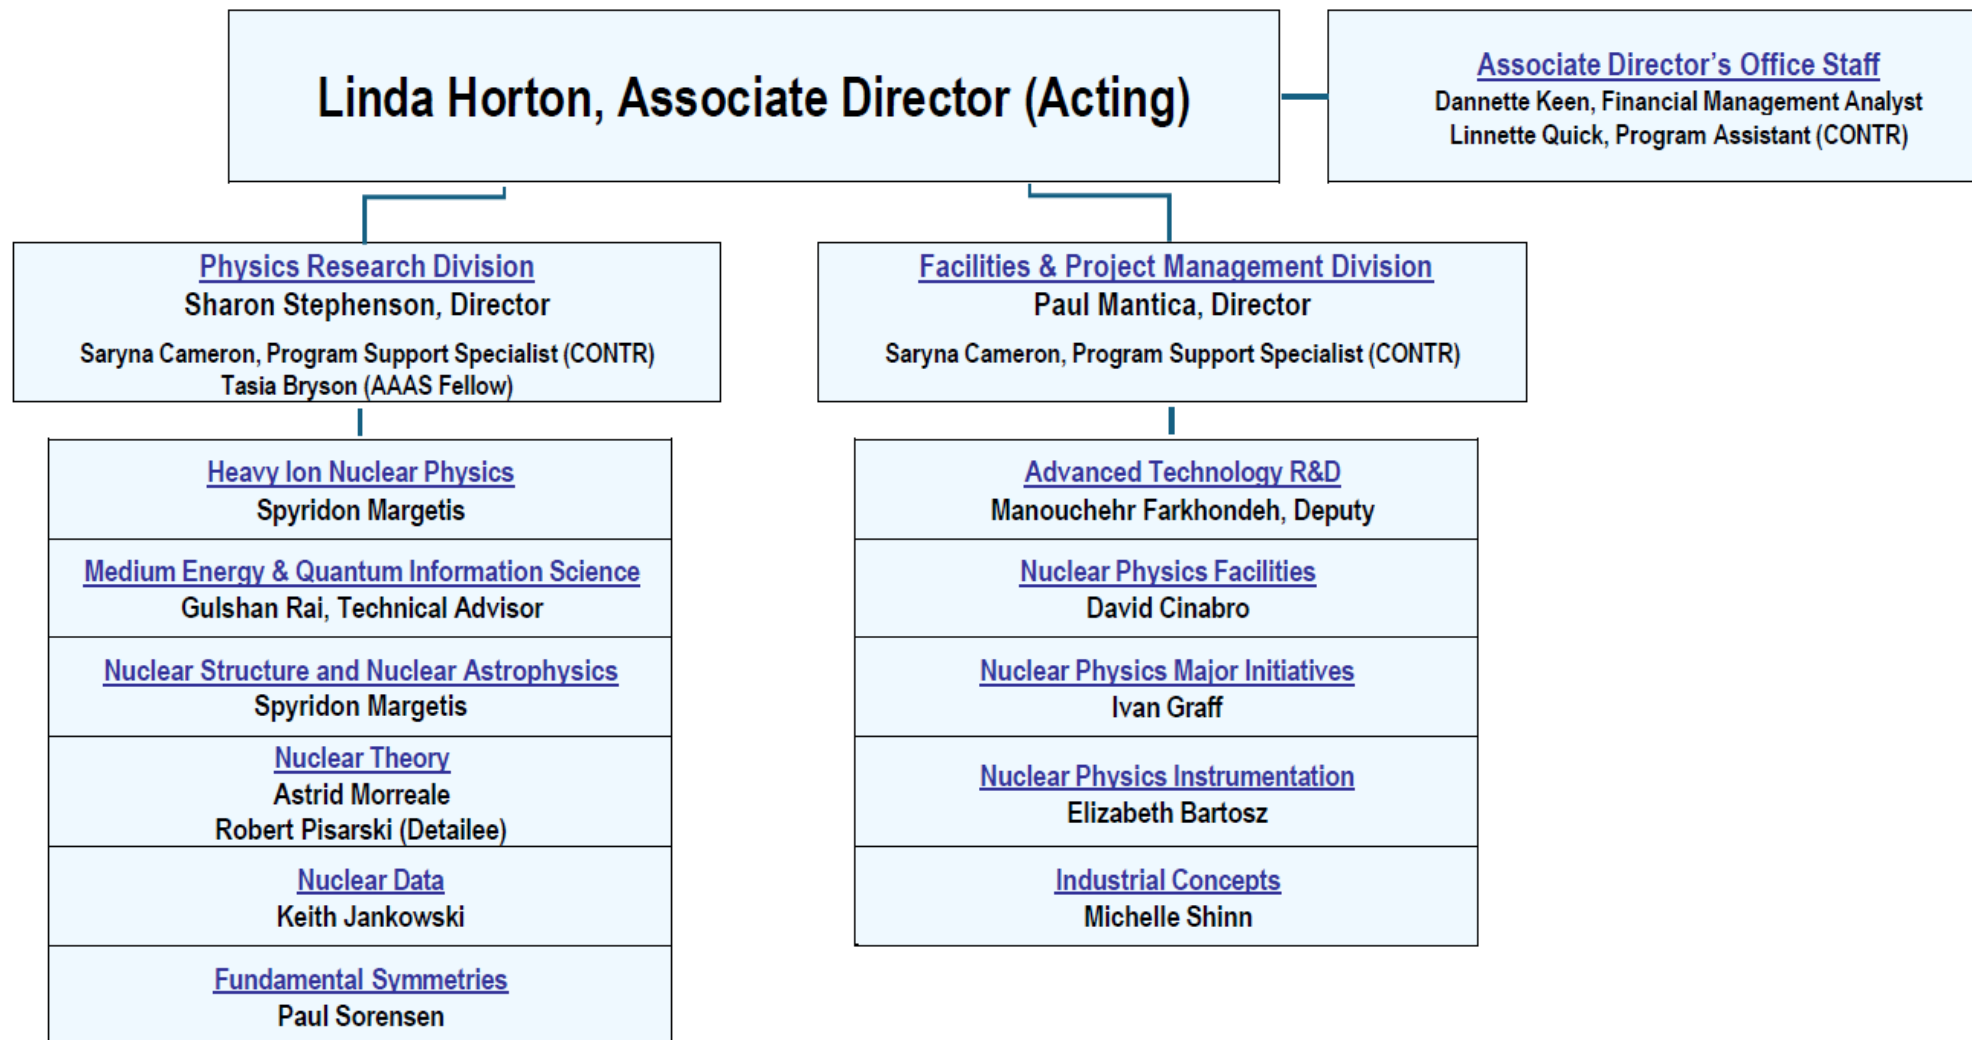 Linda Horton, Associate Director (Acting)
Associate Director's Office Staff
Dannette Keen, Financial Management Analyst
Linnette Quick, Program Assistant (CONTR)
Physics Research Division
Sharon Stephenson, Director
Saryna Cameron, Program Support Specialist (CONTR)
Tasia Bryson (AAAS Fellow)
Heavy Ion Nuclear Physics
Spyridon Margetis
Medium Energy & Quantum Information Science
Gulshan Rai, Technical Advisor
Nuclear Structure and Nuclear Astrophysics
Spyridon Margetis
Nuclear Theory
Astrid Morreale
Robert Pisarski (Detailee)
Nuclear Data
Keith Jankowski
Fundamental Symmetries
Paul Sorensen
Facilities & Project Management Division
Paul Mantica, Director
Saryna Cameron, Program Support Specialist (CONTR)
Advanced Technology R&D
Manouchehr Farkhondeh, Deputy
Nuclear Physics Facilities
David Cinabro
Nuclear Physics Major Initiatives
Ivan Graff
Nuclear Physics Instrumentation
Elizabeth Bartosz
Industrial Concepts
Michelle Shinn